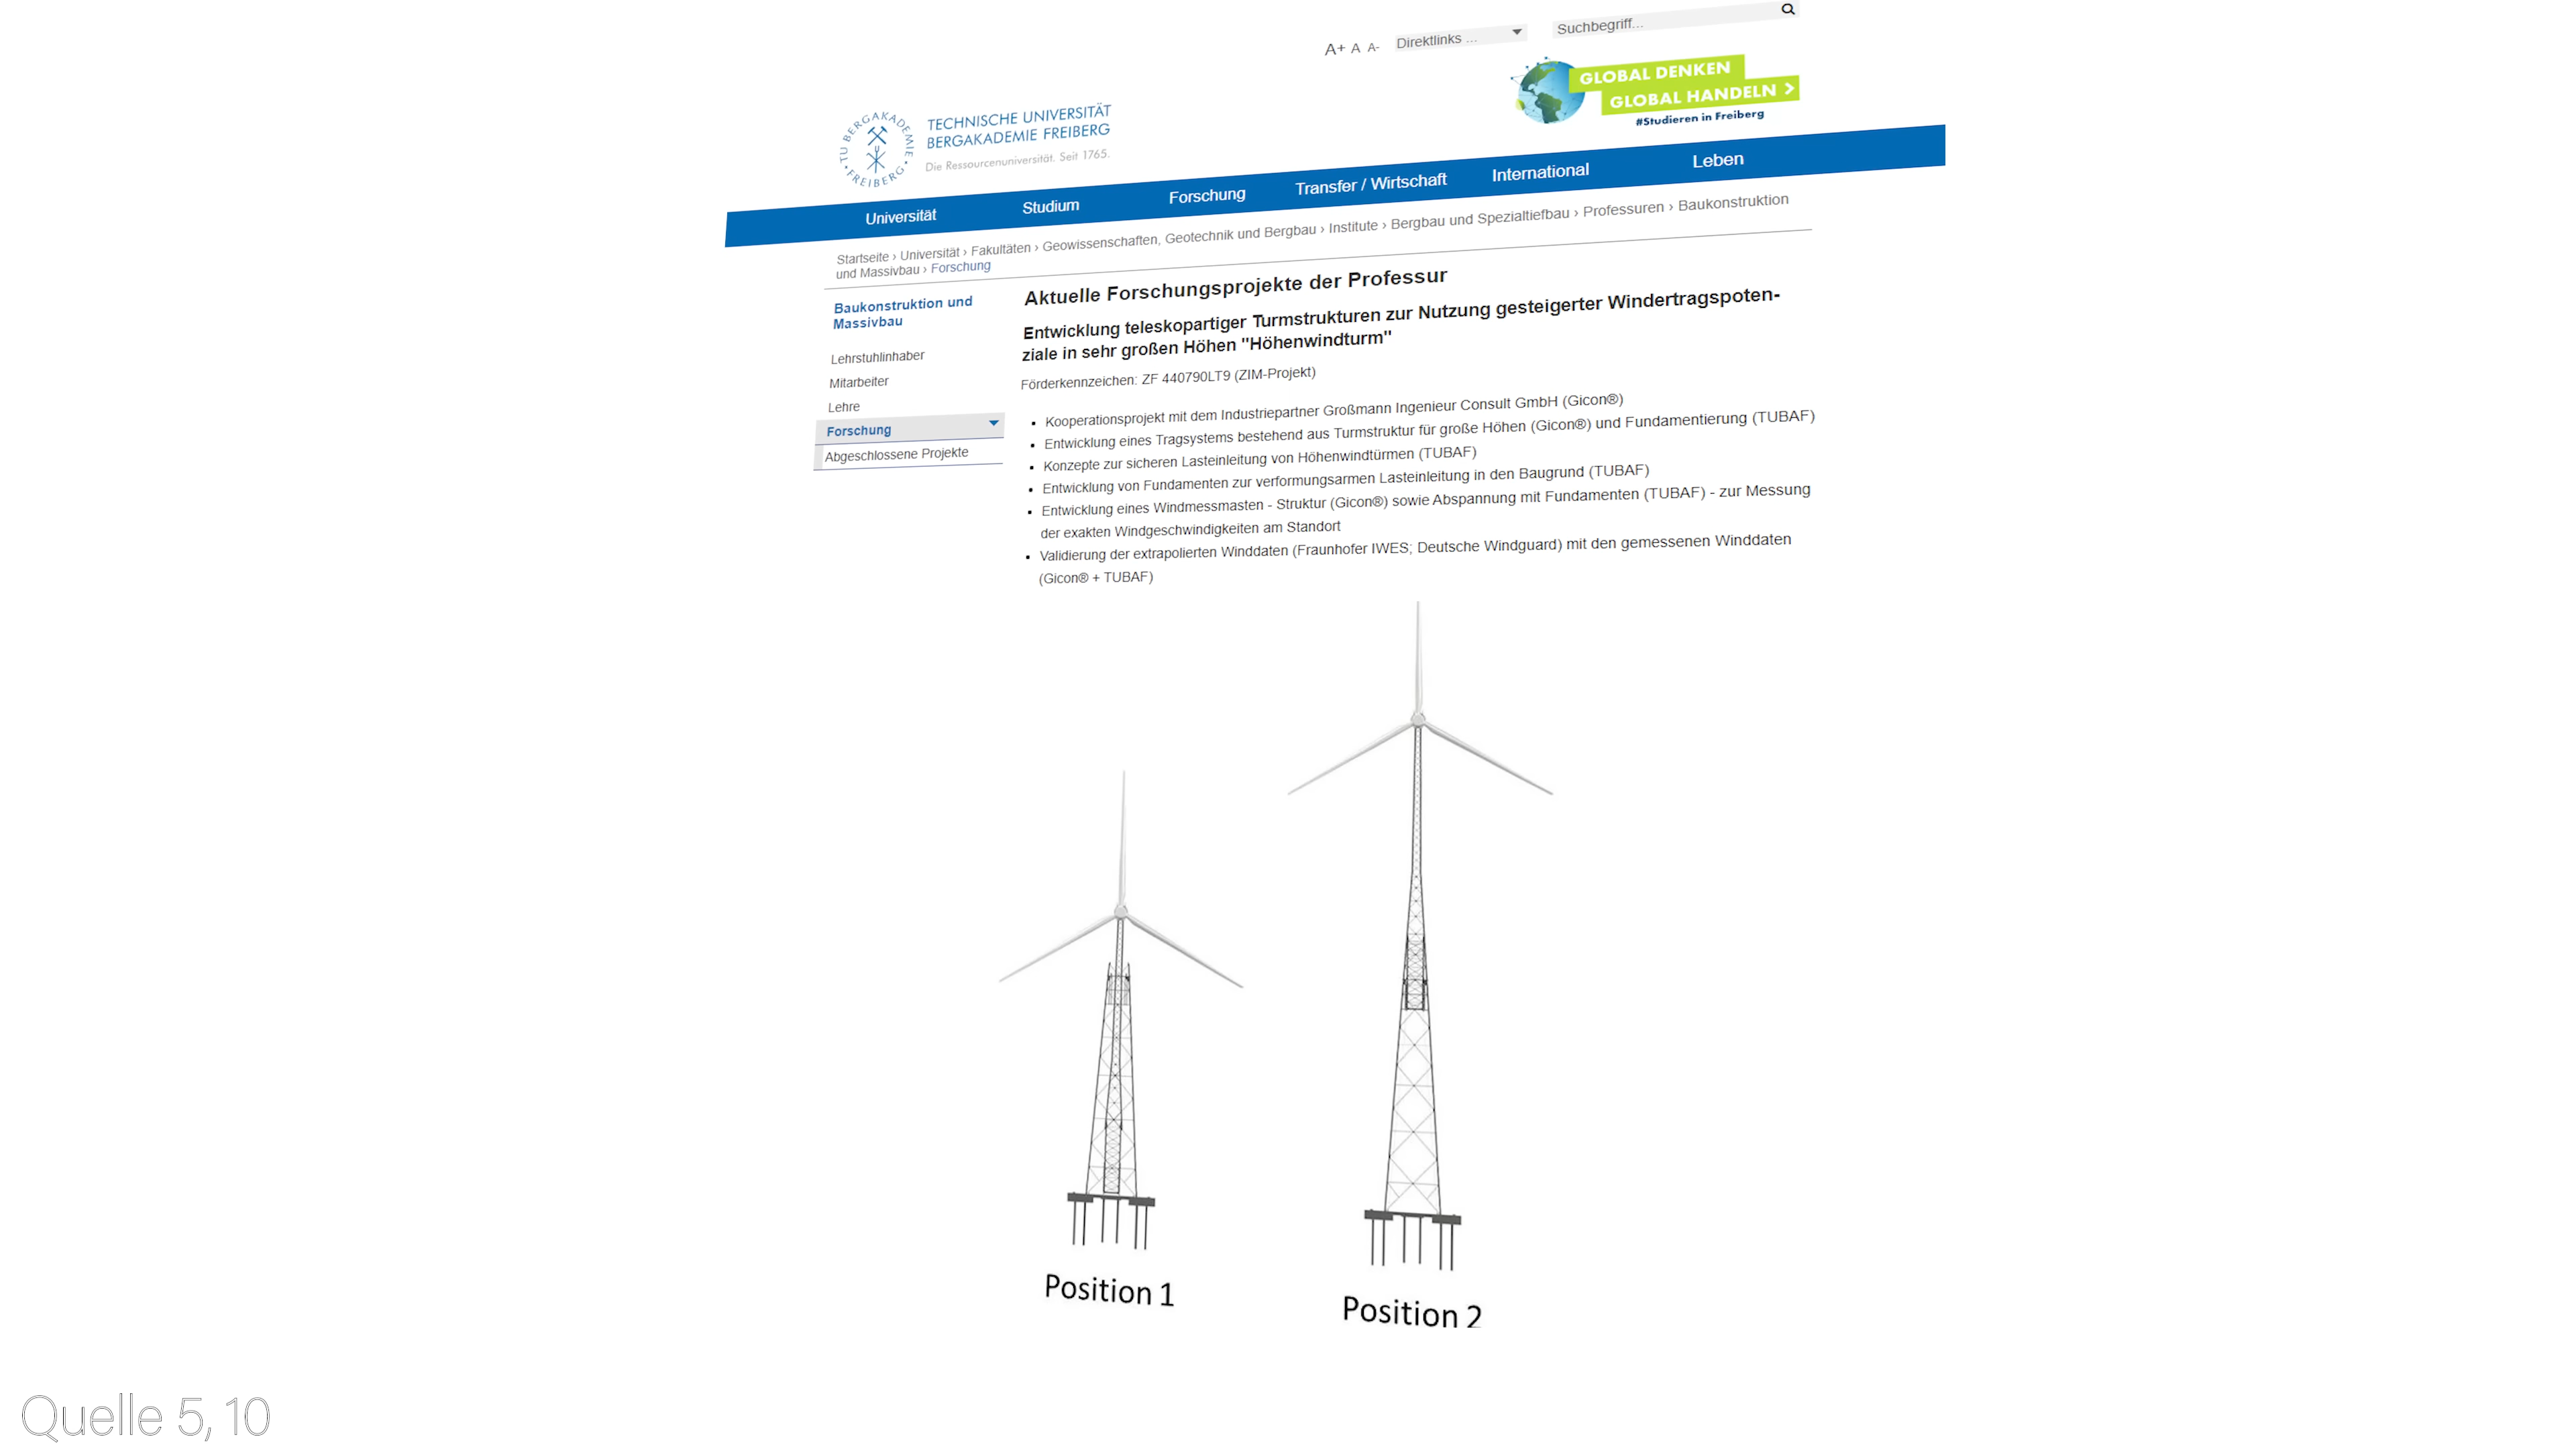 A+ A A- Direktlinks ... Suchbegriff...
GLOBAL DENKEN
GLOBAL HANDELN
#Studieren in Freiberg
TU BERGAKADEMIE FREIBERG
TECHNISCHE UNIVERSITÄT
BERGAKADEMIE FREIBERG
Die Ressourcenuniversität. Seit 1765.
Universität Studium Forschung Transfer / Wirtschaft International Leben
Startseite › Universität › Fakultäten › Geowissenschaften, Geotechnik und Bergbau › Institute › Bergbau und Spezialtiefbau › Professuren › Baukonstruktion
und Massivbau › Forschung
Baukonstruktion und
Massivbau
Lehrstuhlinhaber
Mitarbeiter
Lehre
Forschung
Abgeschlossene Projekte
Aktuelle Forschungsprojekte der Professur
Entwicklung teleskopartiger Turmstrukturen zur Nutzung gesteigerter Windertragspoten-
ziale in sehr großen Höhen "Höhenwindturm"
Förderkennzeichen: ZF 440790LT9 (ZIM-Projekt)
▪ Kooperationsprojekt mit dem Industriepartner Großmann Ingenieur Consult GmbH (Gicon®)
▪ Entwicklung eines Tragsystems bestehend aus Turmstruktur für große Höhen (Gicon®) und Fundamentierung (TUBAF)
▪ Konzepte zur sicheren Lasteinleitung von Höhenwindtürmen (TUBAF)
▪ Entwicklung von Fundamenten zur verformungsarmen Lasteinleitung in den Baugrund (TUBAF)
▪ Entwicklung eines Windmessmasten - Struktur (Gicon®) sowie Abspannung mit Fundamenten (TUBAF) - zur Messung
der exakten Windgeschwindigkeiten am Standort
▪ Validierung der extrapolierten Winddaten (Fraunhofer IWES; Deutsche Windguard) mit den gemessenen Winddaten
(Gicon® + TUBAF)
Position 1
Position 2
Quelle 5, 10